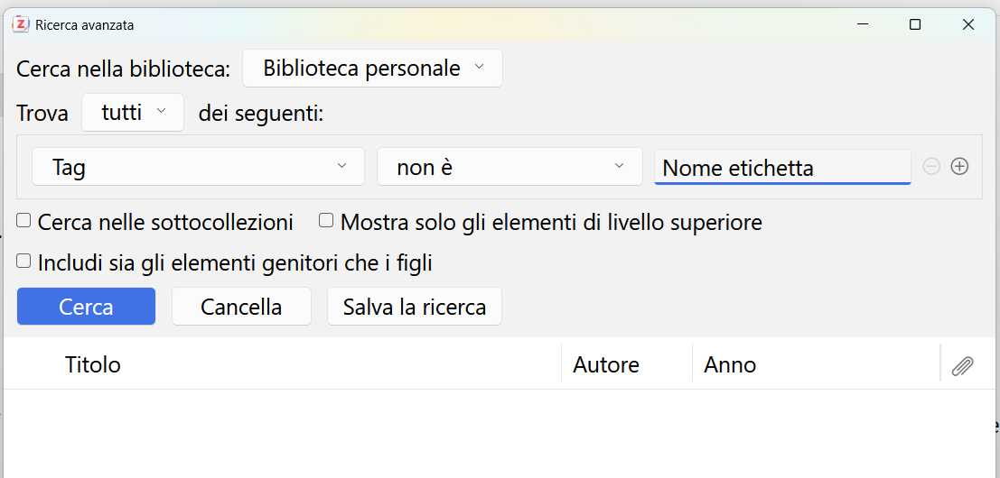 Ricerca avanzata
Cerca nella biblioteca: Biblioteca personale
Trova tutti dei seguenti:
Tag non è Nome etichetta
Cerca nelle sottocollezioni Mostra solo gli elementi di livello superiore
Includi sia gli elementi genitori che i figli
Cerca Cancella Salva la ricerca
Titolo Autore Anno